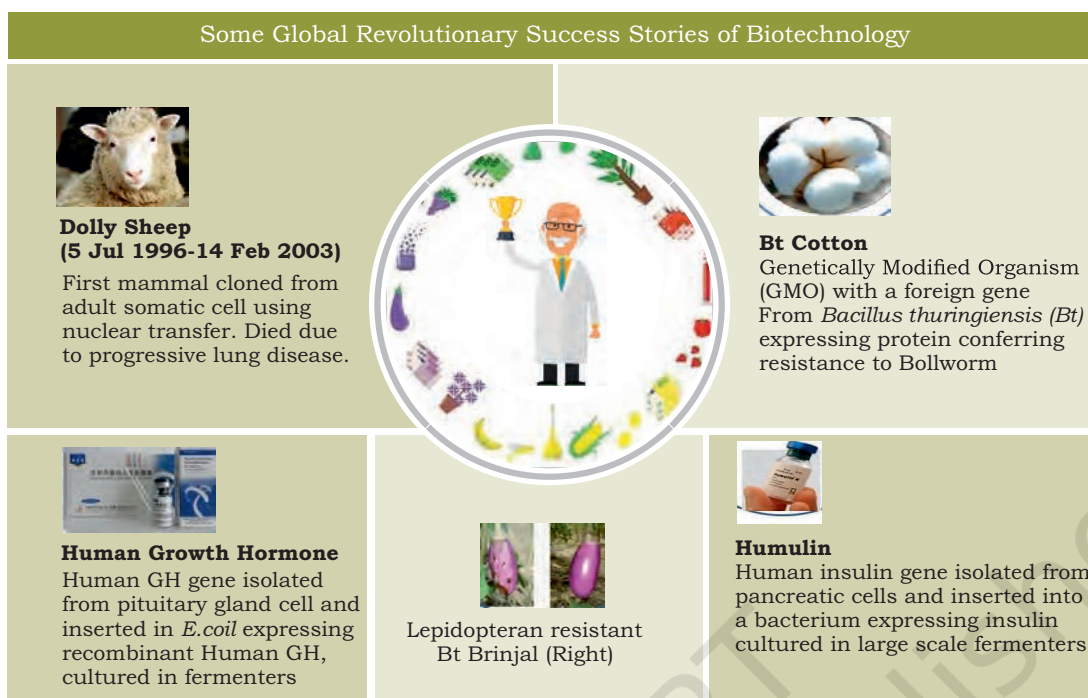 Some Global Revolutionary Success Stories of Biotechnology
Dolly Sheep
(5 Jul 1996-14 Feb 2003)
First mammal cloned from
adult somatic cell using
nuclear transfer. Died due
to progressive lung disease.
Bt Cotton
Genetically Modified Organism
(GMO) with a foreign gene
From Bacillus thuringiensis (Bt)
expressing protein conferring
resistance to Bollworm
Human Growth Hormone
Human GH gene isolated
from pituitary gland cell and
inserted in E.coil expressing
recombinant Human GH,
cultured in fermenters
Lepidopteran resistant
Bt Brinjal (Right)
Humulin
Human insulin gene isolated from
pancreatic cells and inserted into
a bacterium expressing insulin
cultured in large scale fermenters